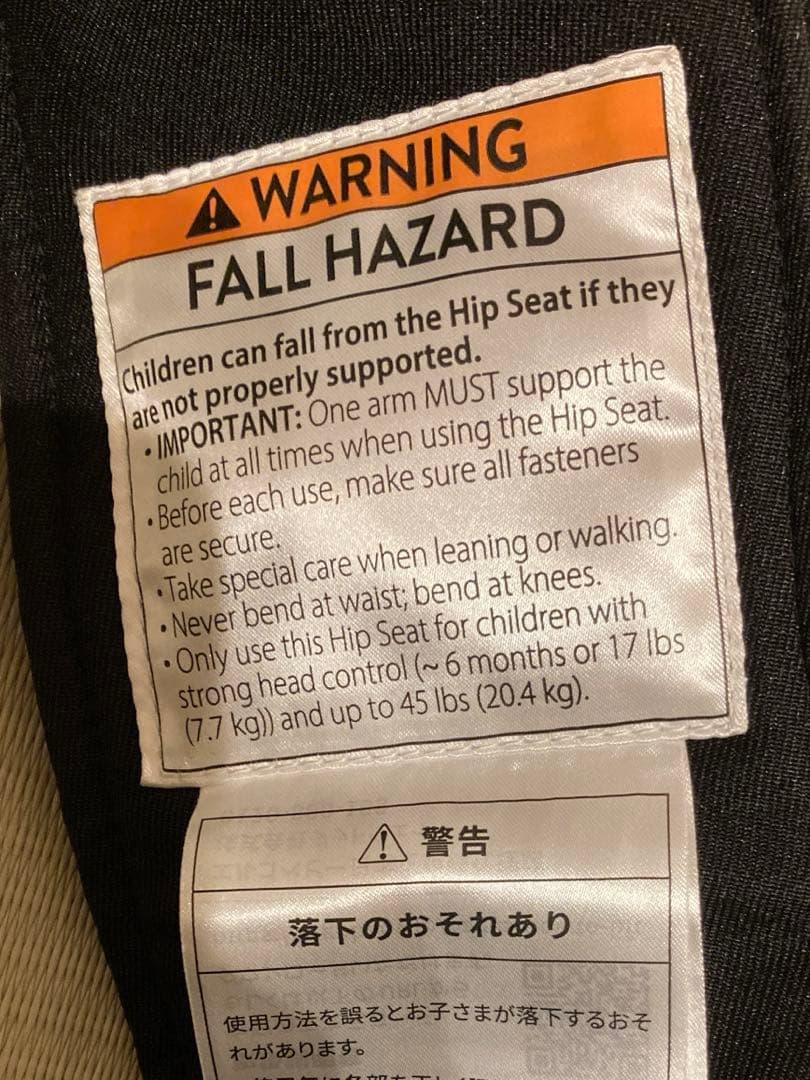 ⚠ WARNING
FALL HAZARD
Children can fall from the Hip Seat if they
are not properly supported.
• IMPORTANT: One arm MUST support the
child at all times when using the Hip Seat.
• Before each use, make sure all fasteners
are secure.
• Take special care when leaning or walking.
• Never bend at waist; bend at knees.
• Only use this Hip Seat for children with
strong head control (~ 6 months or 17 lbs
(7.7 kg)) and up to 45 lbs (20.4 kg).
⚠ 警告
落下のおそれあり
使用方法を誤るとお子さまが落下するおそ
れがあります。